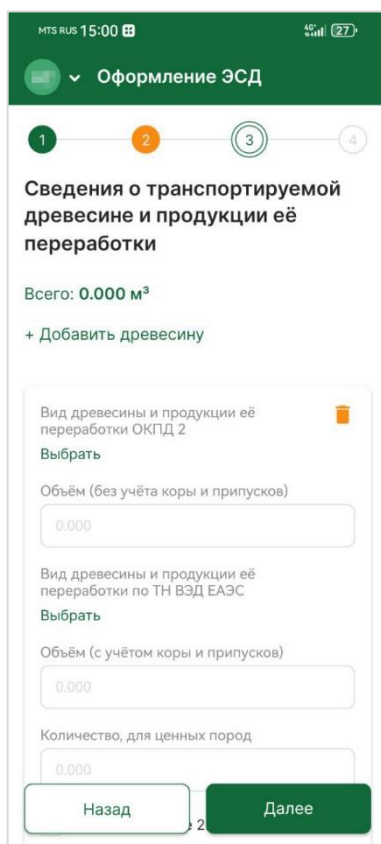 MTS RUS 15:00 4G 27
Оформление ЭСД
1 2 3 4
Сведения о транспортируемой
древесине и продукции её
переработки
Всего: 0.000 м³
+ Добавить древесину
Вид древесины и продукции её
переработки ОКПД 2
Выбрать
Объём (без учёта коры и припусков)
0.000
Вид древесины и продукции её
переработки по ТН ВЭД ЕАЭС
Выбрать
Объём (с учётом коры и припусков)
0.000
Количество, для ценных пород
0.000
Назад Далее
2